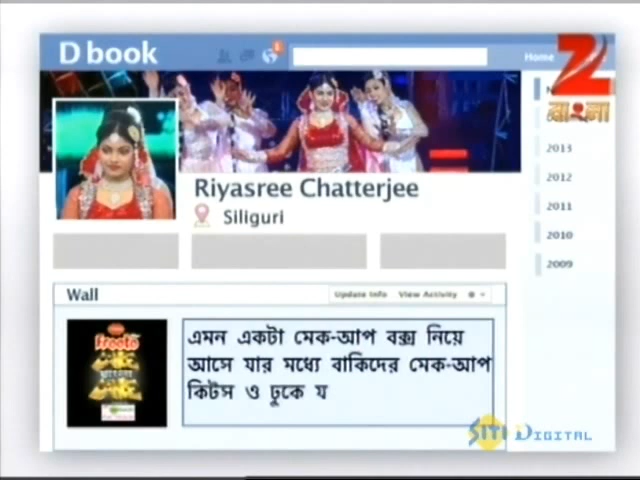 D book
Home
বাংলা
Riyasree Chatterjee
Siliguri
2013
2012
2011
2010
2009
Wall
Update Info View Activity
Frooto
এমন একটা মেক-আপ বক্স নিয়ে
আসে যার মধ্যে বাকিদের মেক-আপ
কিটস ও ঢুকে য
SITI DIGITAL